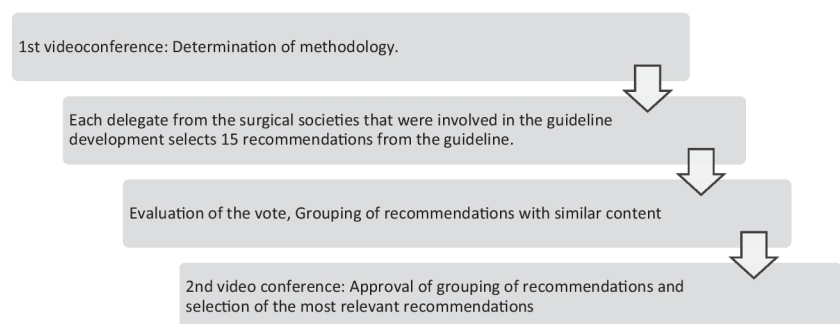 1st videoconference: Determination of methodology.
Each delegate from the surgical societies that were involved in the guideline
development selects 15 recommendations from the guideline.
Evaluation of the vote, Grouping of recommendations with similar content
2nd video conference: Approval of grouping of recommendations and
selection of the most relevant recommendations